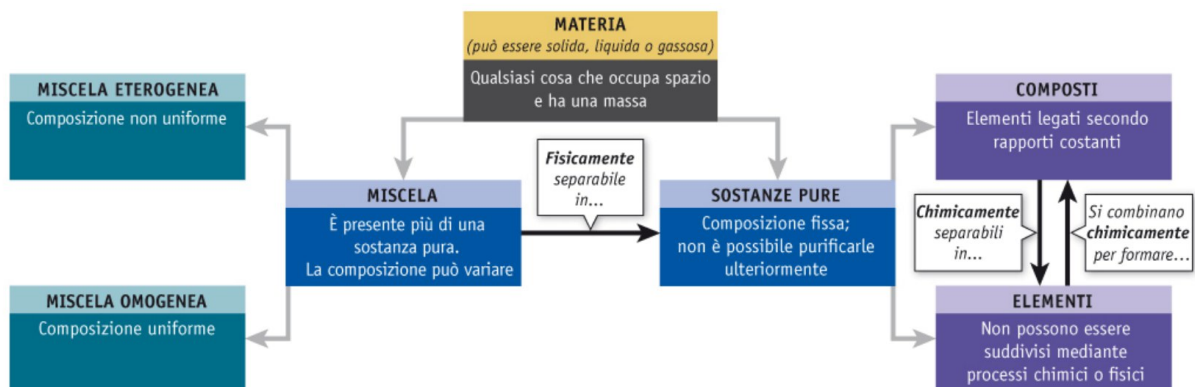 MATERIA
(può essere solida, liquida o gassosa)
Qualsiasi cosa che occupa spazio
e ha una massa
MISCELA ETEROGENEA
Composizione non uniforme
COMPOSTI
Elementi legati secondo
rapporti costanti
Fisicamente
separabile
in...
MISCELA
È presente più di una
sostanza pura.
La composizione può variare
SOSTANZE PURE
Composizione fissa;
non è possibile purificarle
ulteriormente
Chimicamente
separabili
in...
Si combinano
chimicamente
per formare...
MISCELA OMOGENEA
Composizione uniforme
ELEMENTI
Non possono essere
suddivisi mediante
processi chimici o fisici